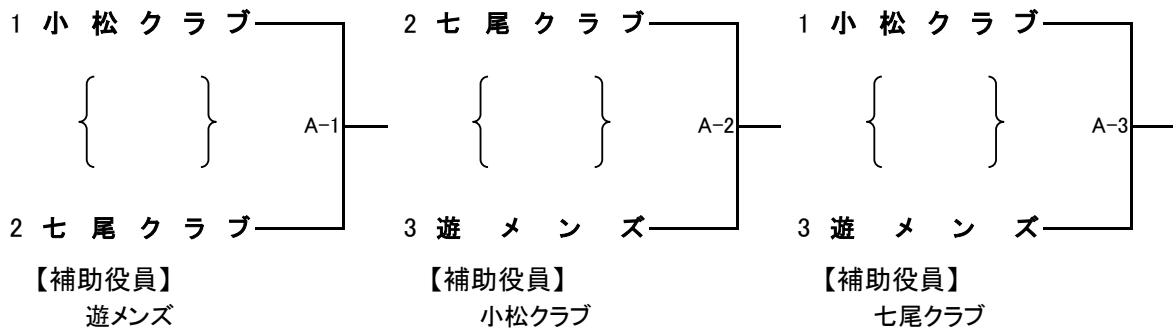 1 小松クラブ
A-1
2 七尾クラブ
【補助役員】
遊メンズ
2 七尾クラブ
A-2
3 遊メンズ
【補助役員】
小松クラブ
1 小松クラブ
A-3
3 遊メンズ
【補助役員】
七尾クラブ